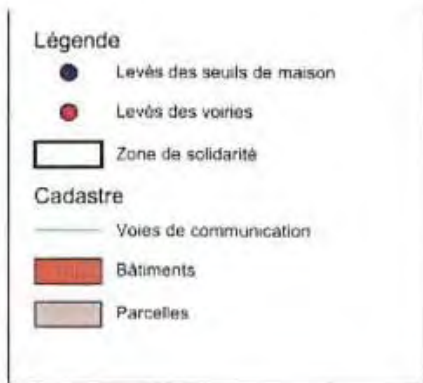 Légende
Levés des seuils de maison
Levés des voiries
Zone de solidarité
Cadastre
Voies de communication
Bâtiments
Parcelles